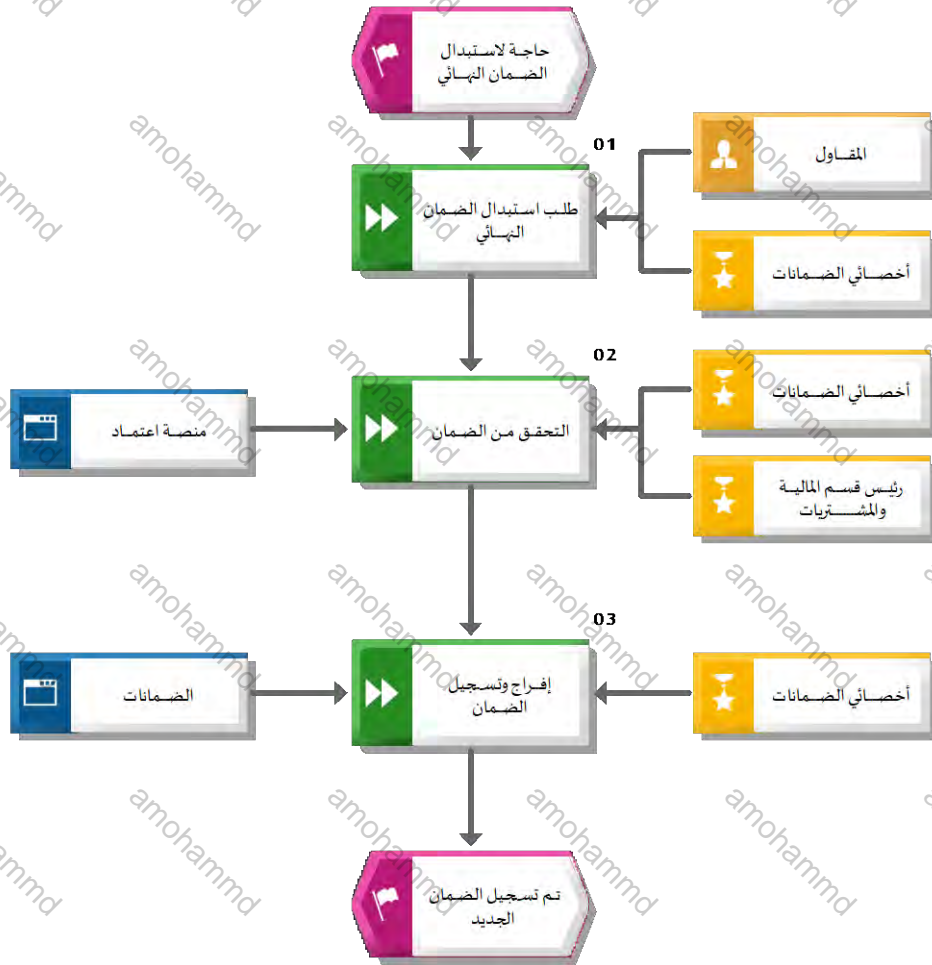 حاجة لاستبدال
الضمان النهائي
01
المقاول
طلب استبدال الضمان
النهائي
أخصائي الضمانات
02
أخصائي الضمانات
التحقق من الضمان
منصة اعتماد
رئيس قسم المالية
والمشتريات
03
إفراج وتسجيل
الضمان
أخصائي الضمانات
الضمانات
تم تسجيل الضمان
الجديد
amohammd